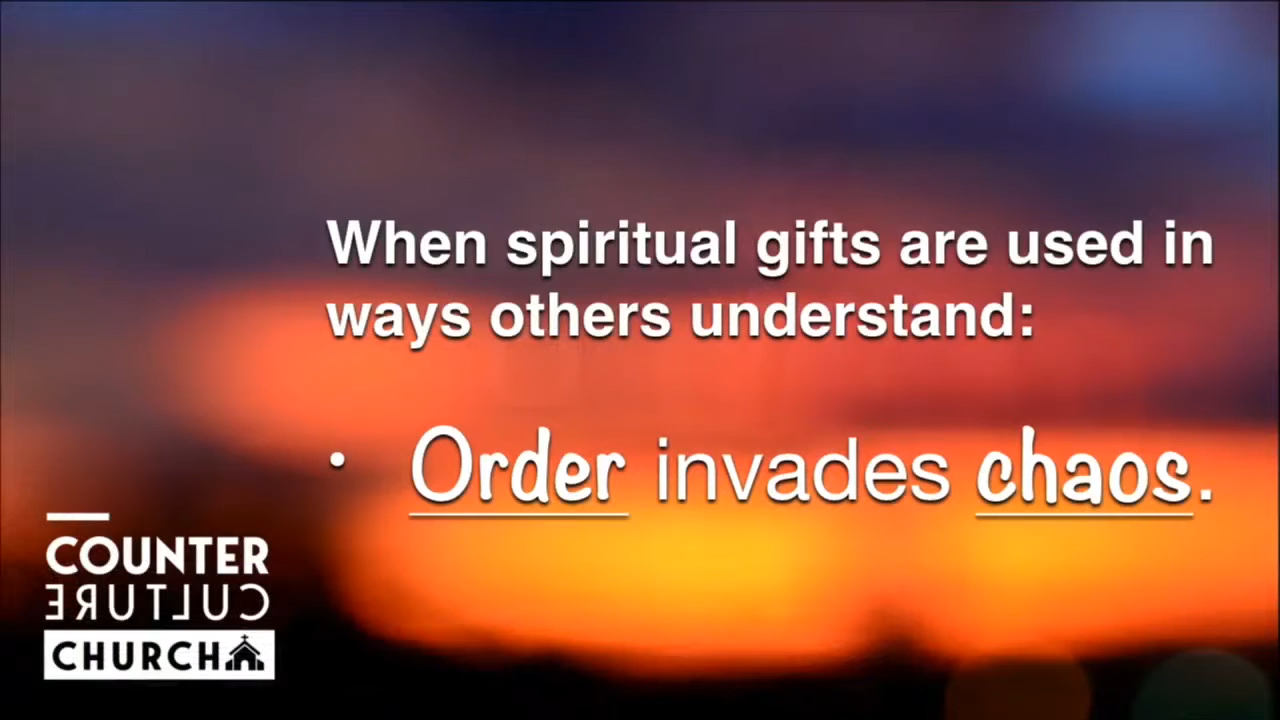 When spiritual gifts are used in
ways others understand:
• Order invades chaos.
COUNTER
CULTURE
CHURCH